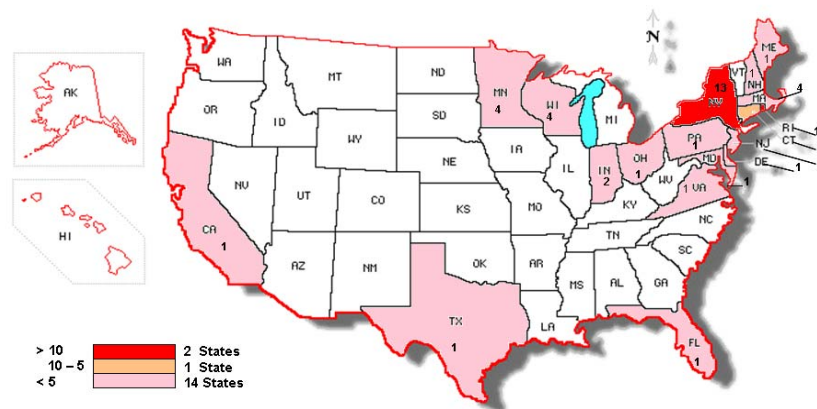 N
AK
HI
WA
OR
CA
1
ID
NV
MT
WY
UT
AZ
CO
NM
ND
SD
NE
KS
OK
TX
1
MN
4
IA
MO
AR
LA
WI
4
IL
MI
IN
2
OH
1
KY
TN
MS
AL
GA
FL
1
SC
NC
1 VA
WV
MD
PA
1
13
NY
VT
1
NH
ME
1
MA
4
RI
1
CT
NJ
DE
1
1
> 10
2 States
10 – 5
1 State
< 5
14 States